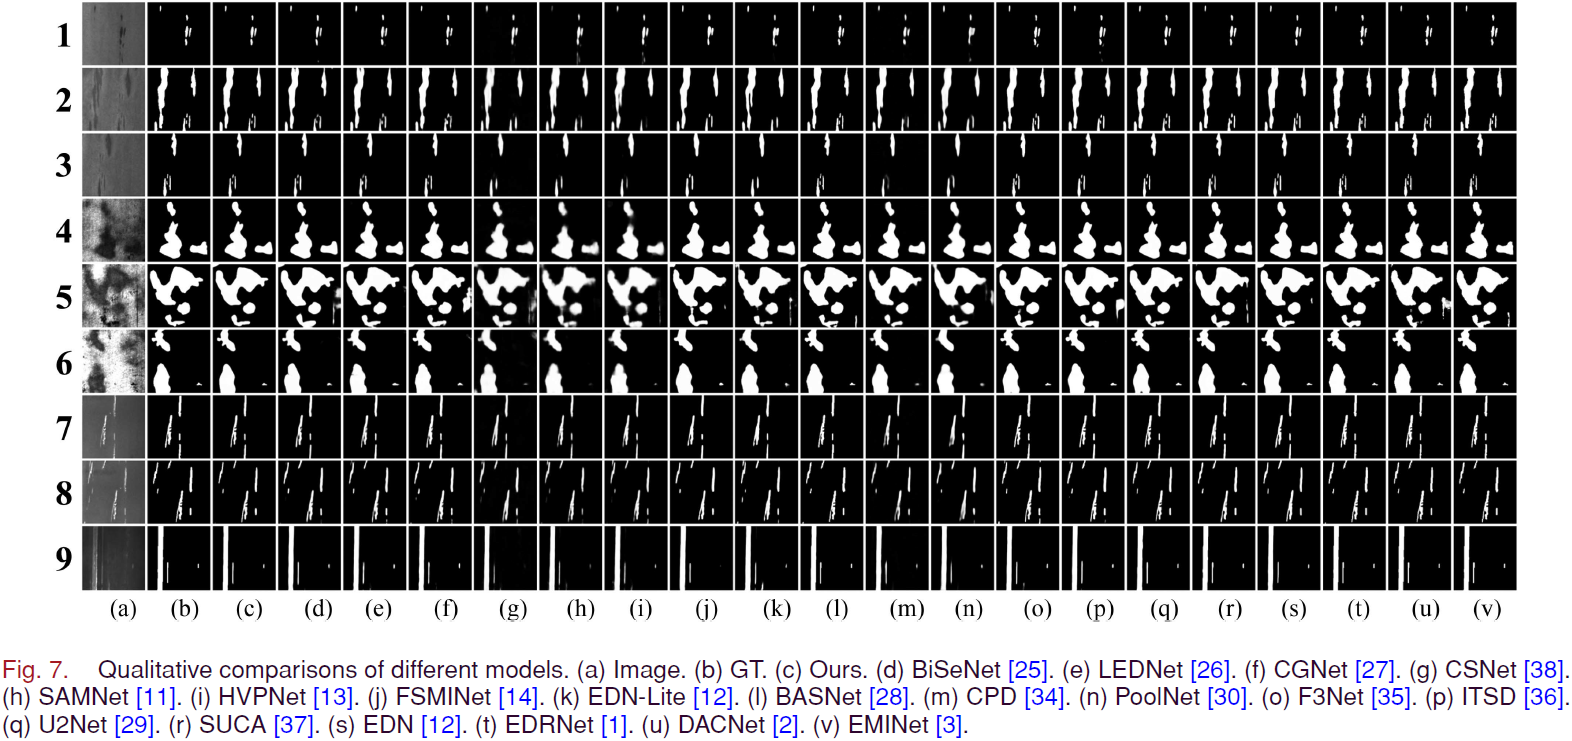 1
2
3
4
5
6
7
8
9
(a) (b) (c) (d) (e) (f) (g) (h) (i) (j) (k) (l) (m) (n) (o) (p) (q) (r) (s) (t) (u) (v)
Fig. 7. Qualitative comparisons of different models. (a) Image. (b) GT. (c) Ours. (d) BiSeNet [25]. (e) LEDNet [26]. (f) CGNet [27]. (g) CSNet [38].
(h) SAMNet [11]. (i) HVPNet [13]. (j) FSMINet [14]. (k) EDN-Lite [12]. (l) BASNet [28]. (m) CPD [34]. (n) PoolNet [30]. (o) F3Net [35]. (p) ITSD [36].
(q) U2Net [29]. (r) SUCA [37]. (s) EDN [12]. (t) EDRNet [1]. (u) DACNet [2]. (v) EMINet [3].